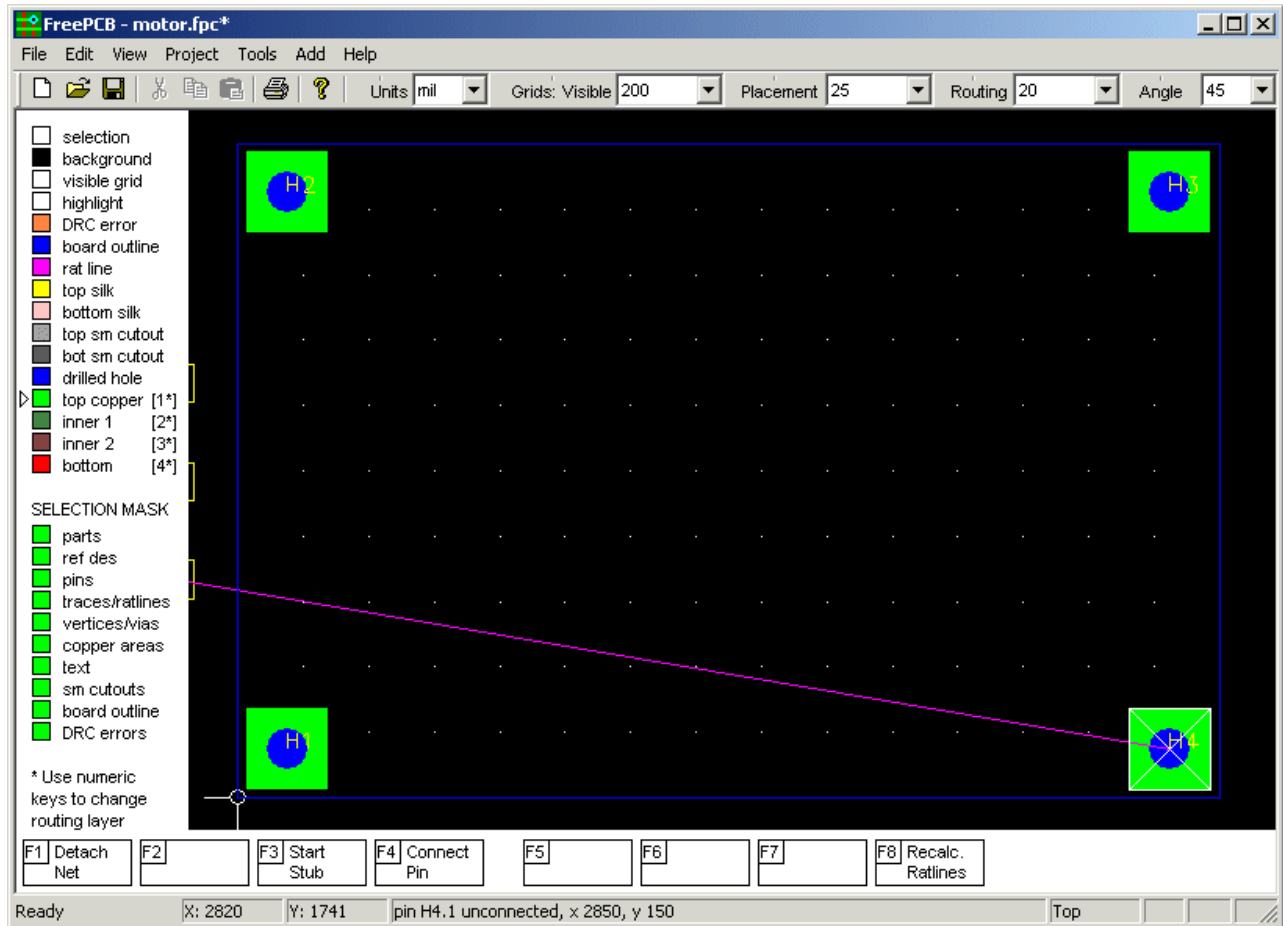 FreePCB - motor.fpc*
File Edit View Project Tools Add Help
Units mil Grids: Visible 200 Placement 25 Routing 20 Angle 45
selection
background
visible grid
highlight
DRC error
board outline
rat line
top silk
bottom silk
top sm cutout
bot sm cutout
drilled hole
top copper [1*]
inner 1 [2*]
inner 2 [3*]
bottom [4*]
SELECTION MASK
parts
ref des
pins
traces/ratlines
vertices/vias
copper areas
text
sm cutouts
board outline
DRC errors
* Use numeric
keys to change
routing layer
H2 H3
H1 H4
F1 Detach Net F2 F3 Start Stub F4 Connect Pin F5 F6 F7 F8 Recalc. Ratlines
Ready X: 2820 Y: 1741 pin H4.1 unconnected, x 2850, y 150 Top